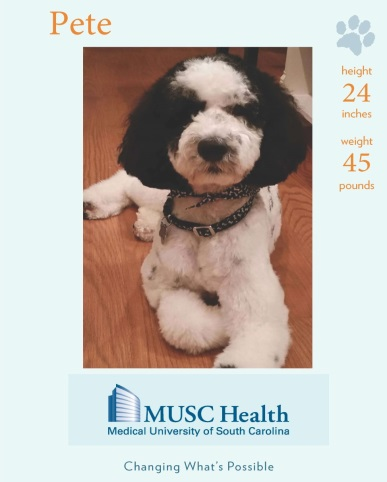 Pete
height
24
inches
weight
45
pounds
MUSC Health
Medical University of South Carolina
Changing What's Possible